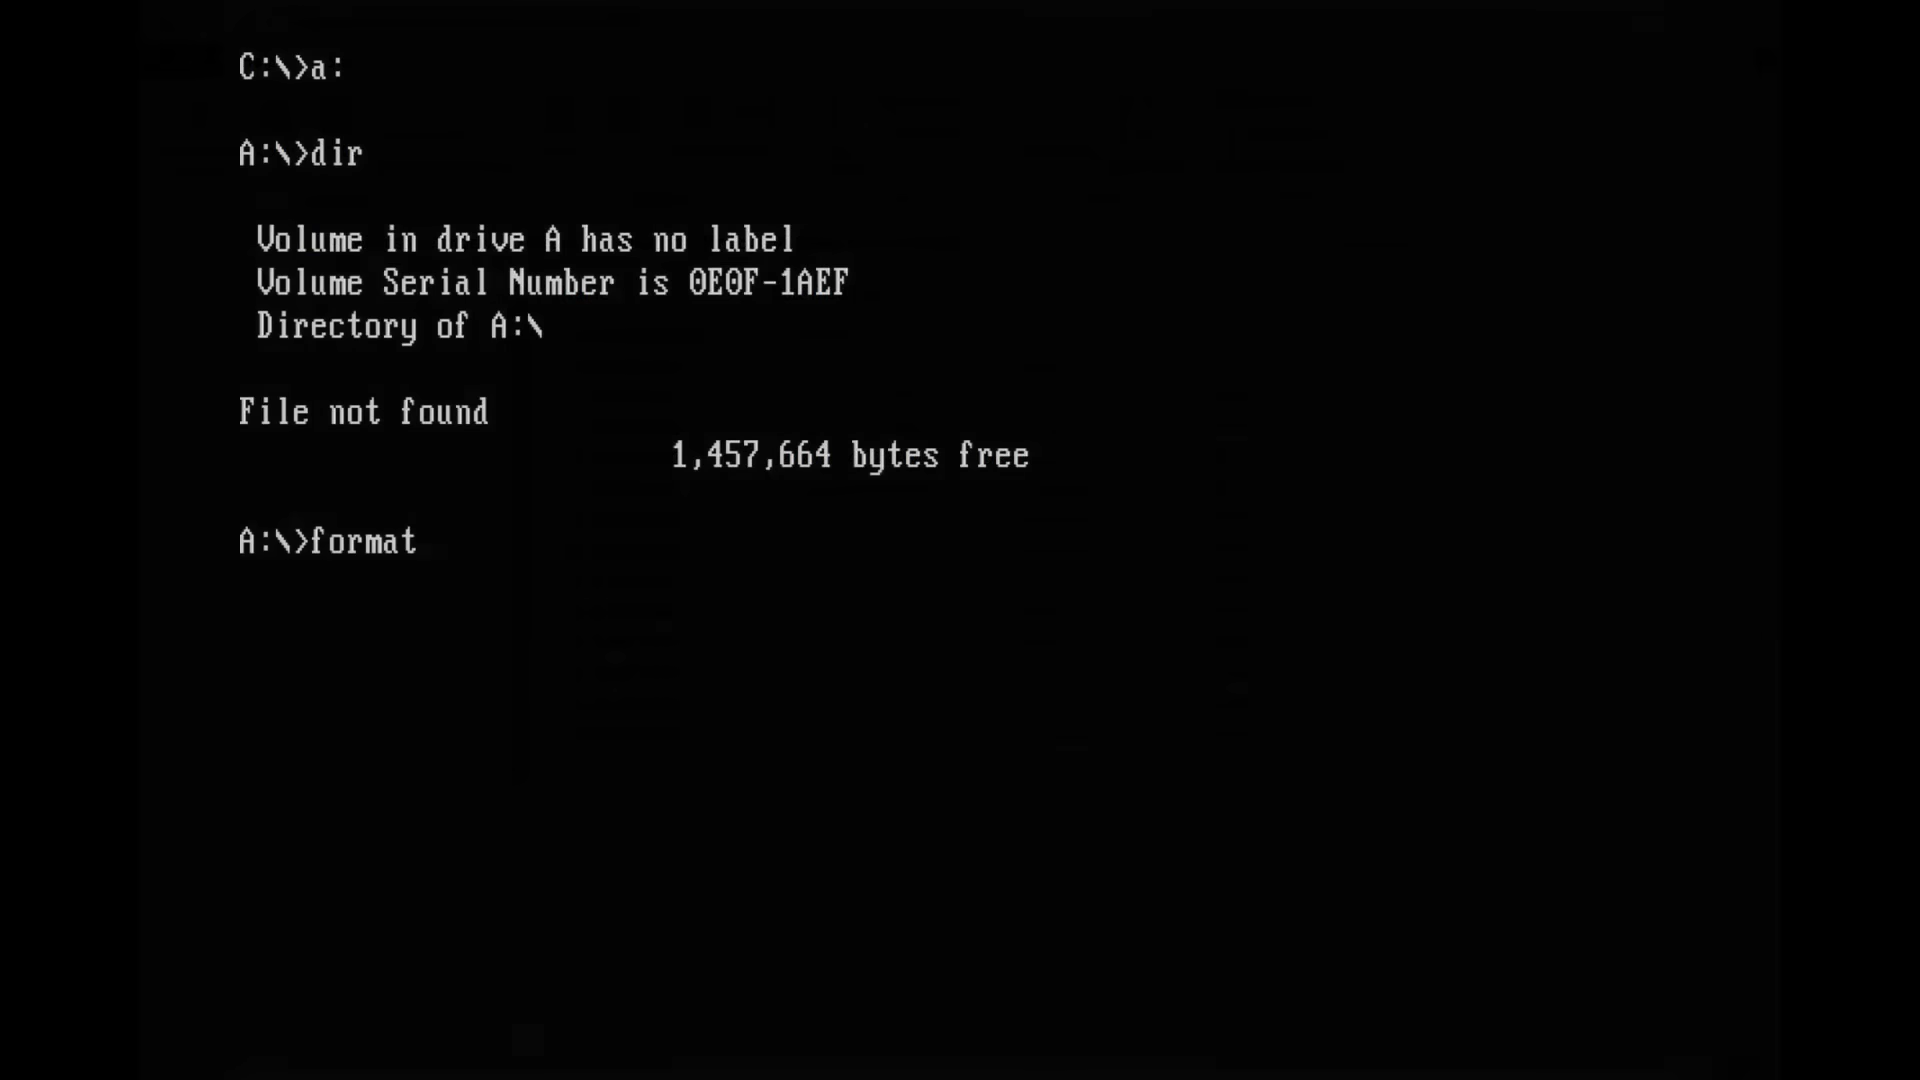 C:\>a:
A:\>dir
Volume in drive A has no label
Volume Serial Number is 0E0F-1AEF
Directory of A:\
File not found
1,457,664 bytes free
A:\>format